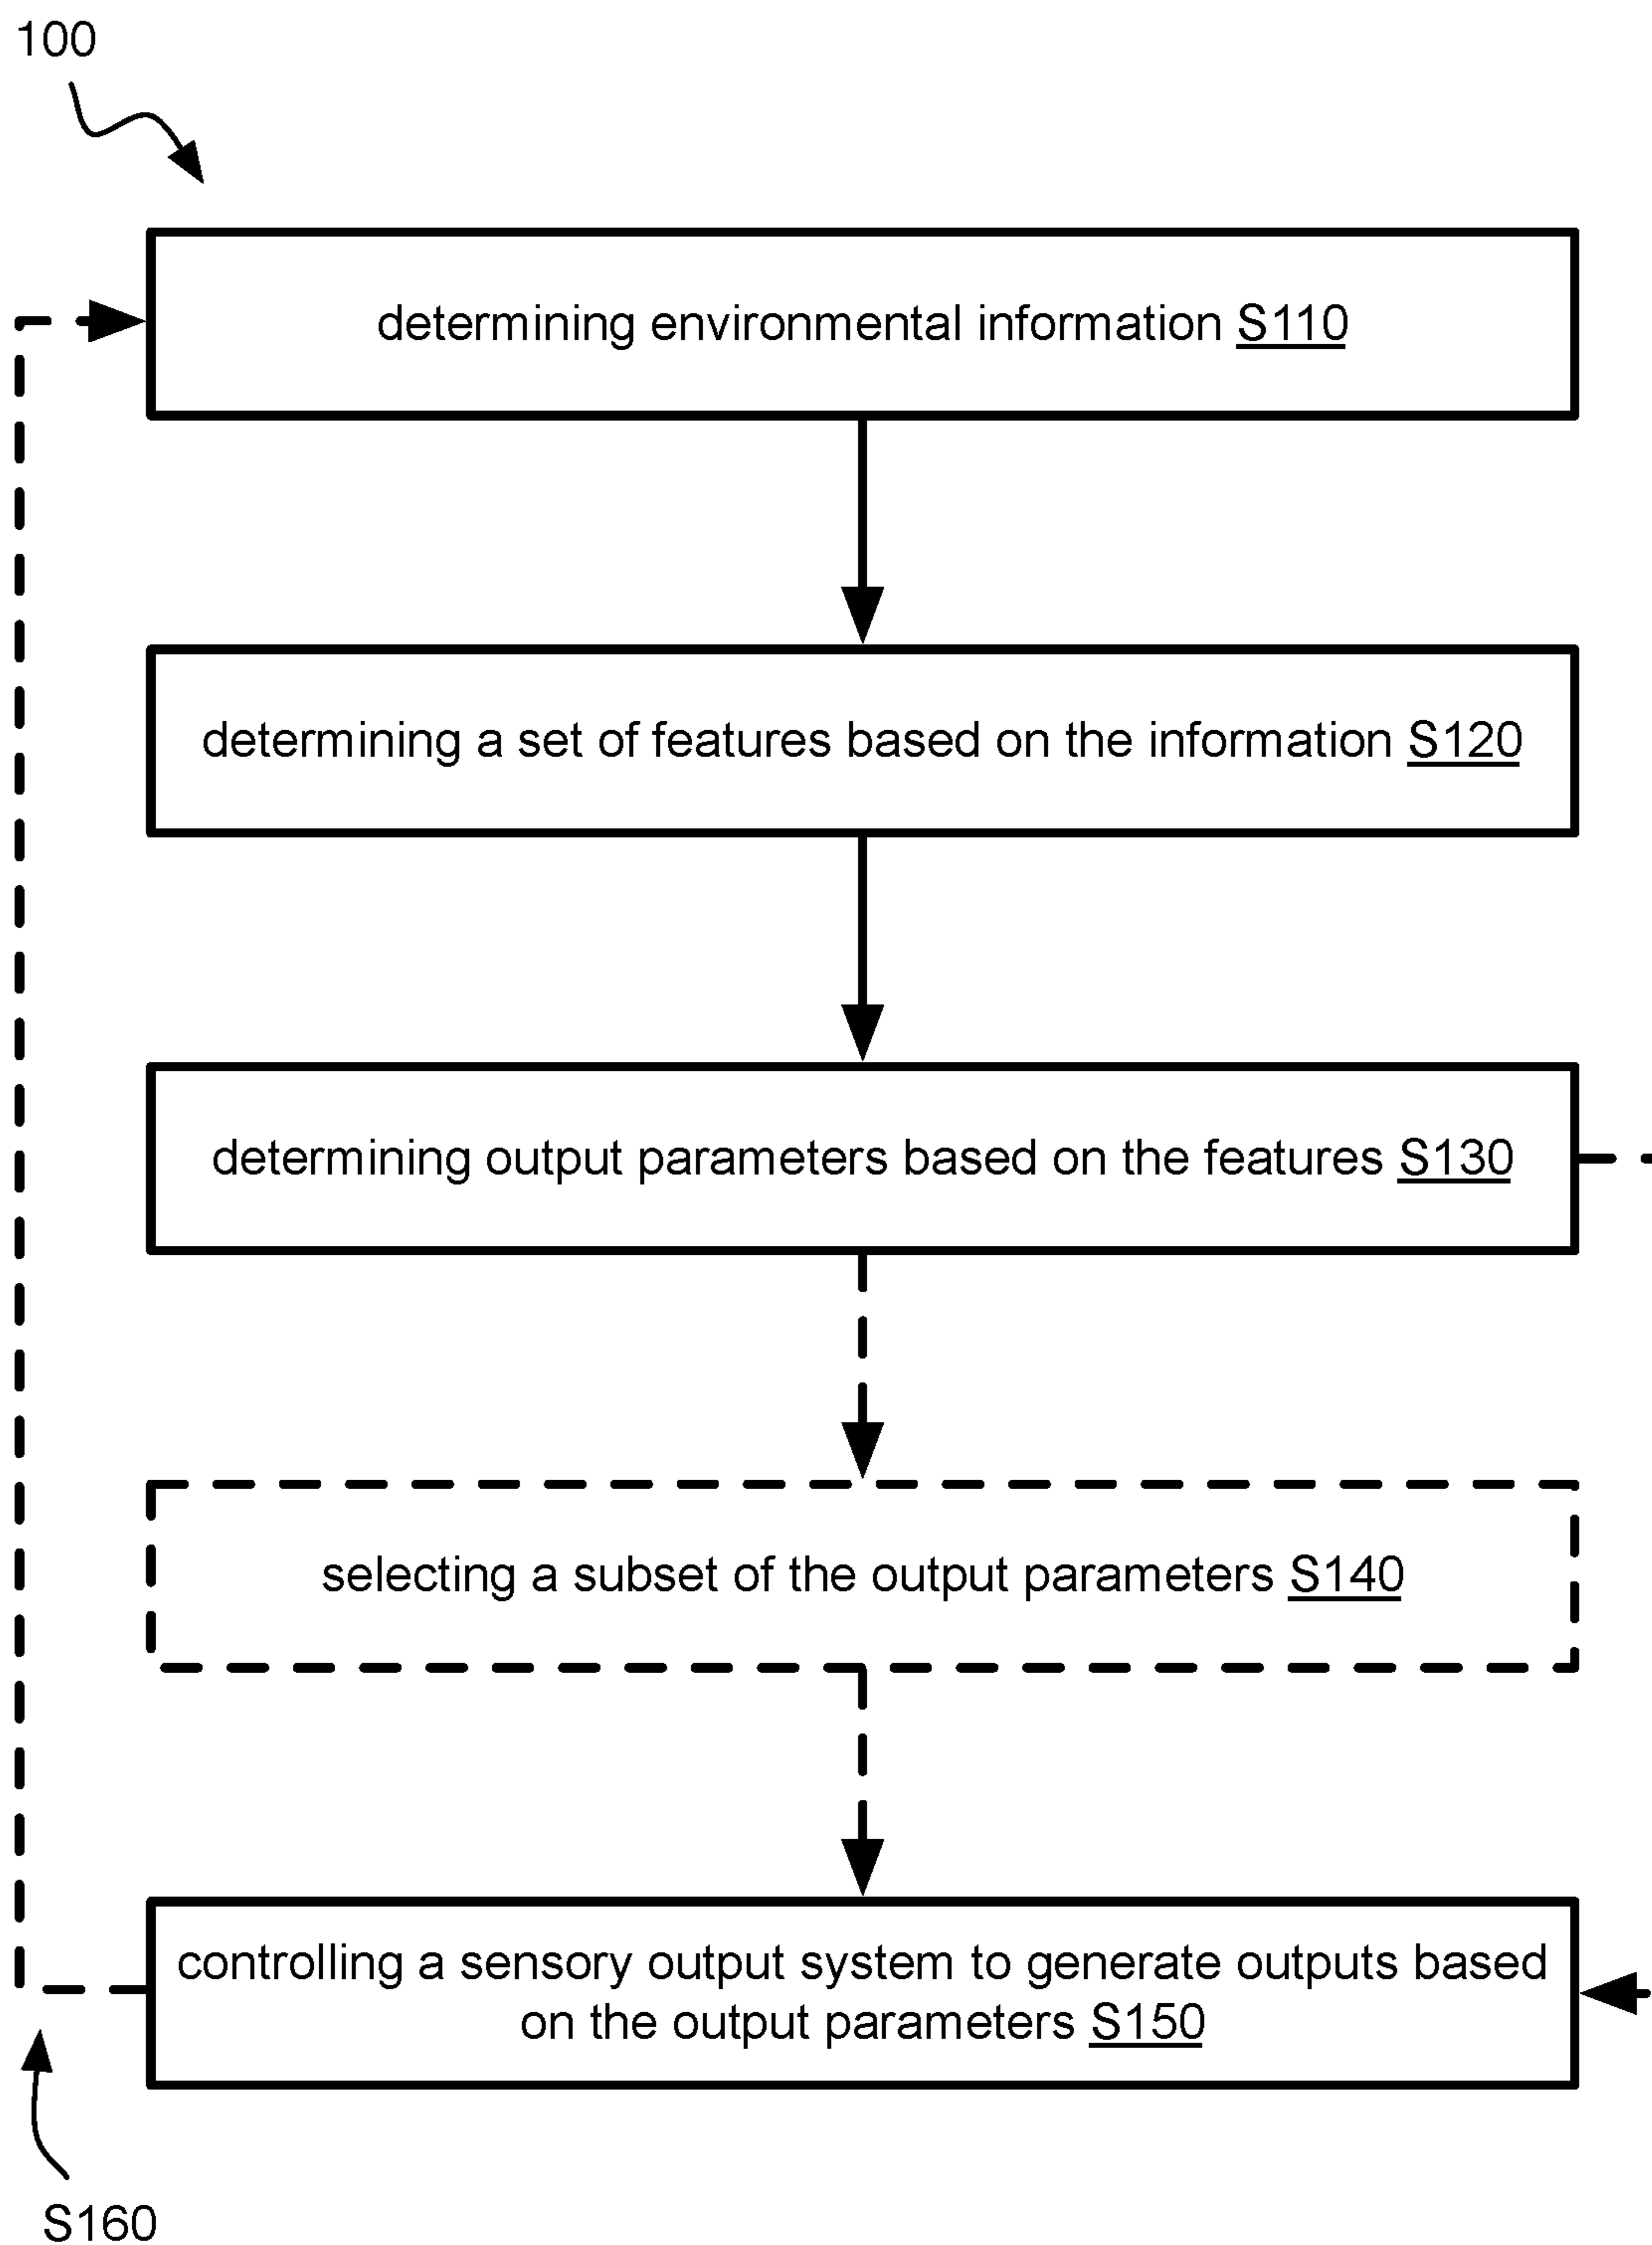 100
determining environmental information S110
determining a set of features based on the information S120
determining output parameters based on the features S130
selecting a subset of the output parameters S140
controlling a sensory output system to generate outputs based
on the output parameters S150
S160